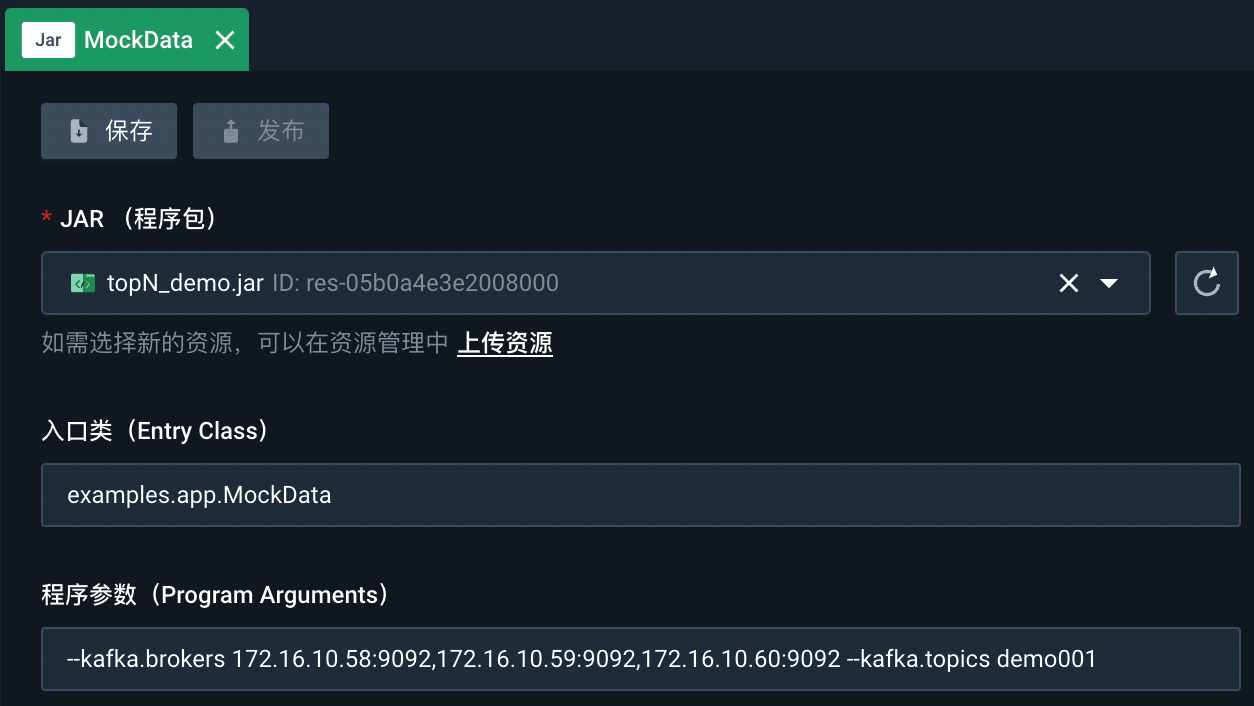 Jar MockData
保存 发布
* JAR （程序包）
topN_demo.jar ID: res-05b0a4e3e2008000
如需选择新的资源，可以在资源管理中 上传资源
入口类（Entry Class）
examples.app.MockData
程序参数（Program Arguments）
--kafka.brokers 172.16.10.58:9092,172.16.10.59:9092,172.16.10.60:9092 --kafka.topics demo001